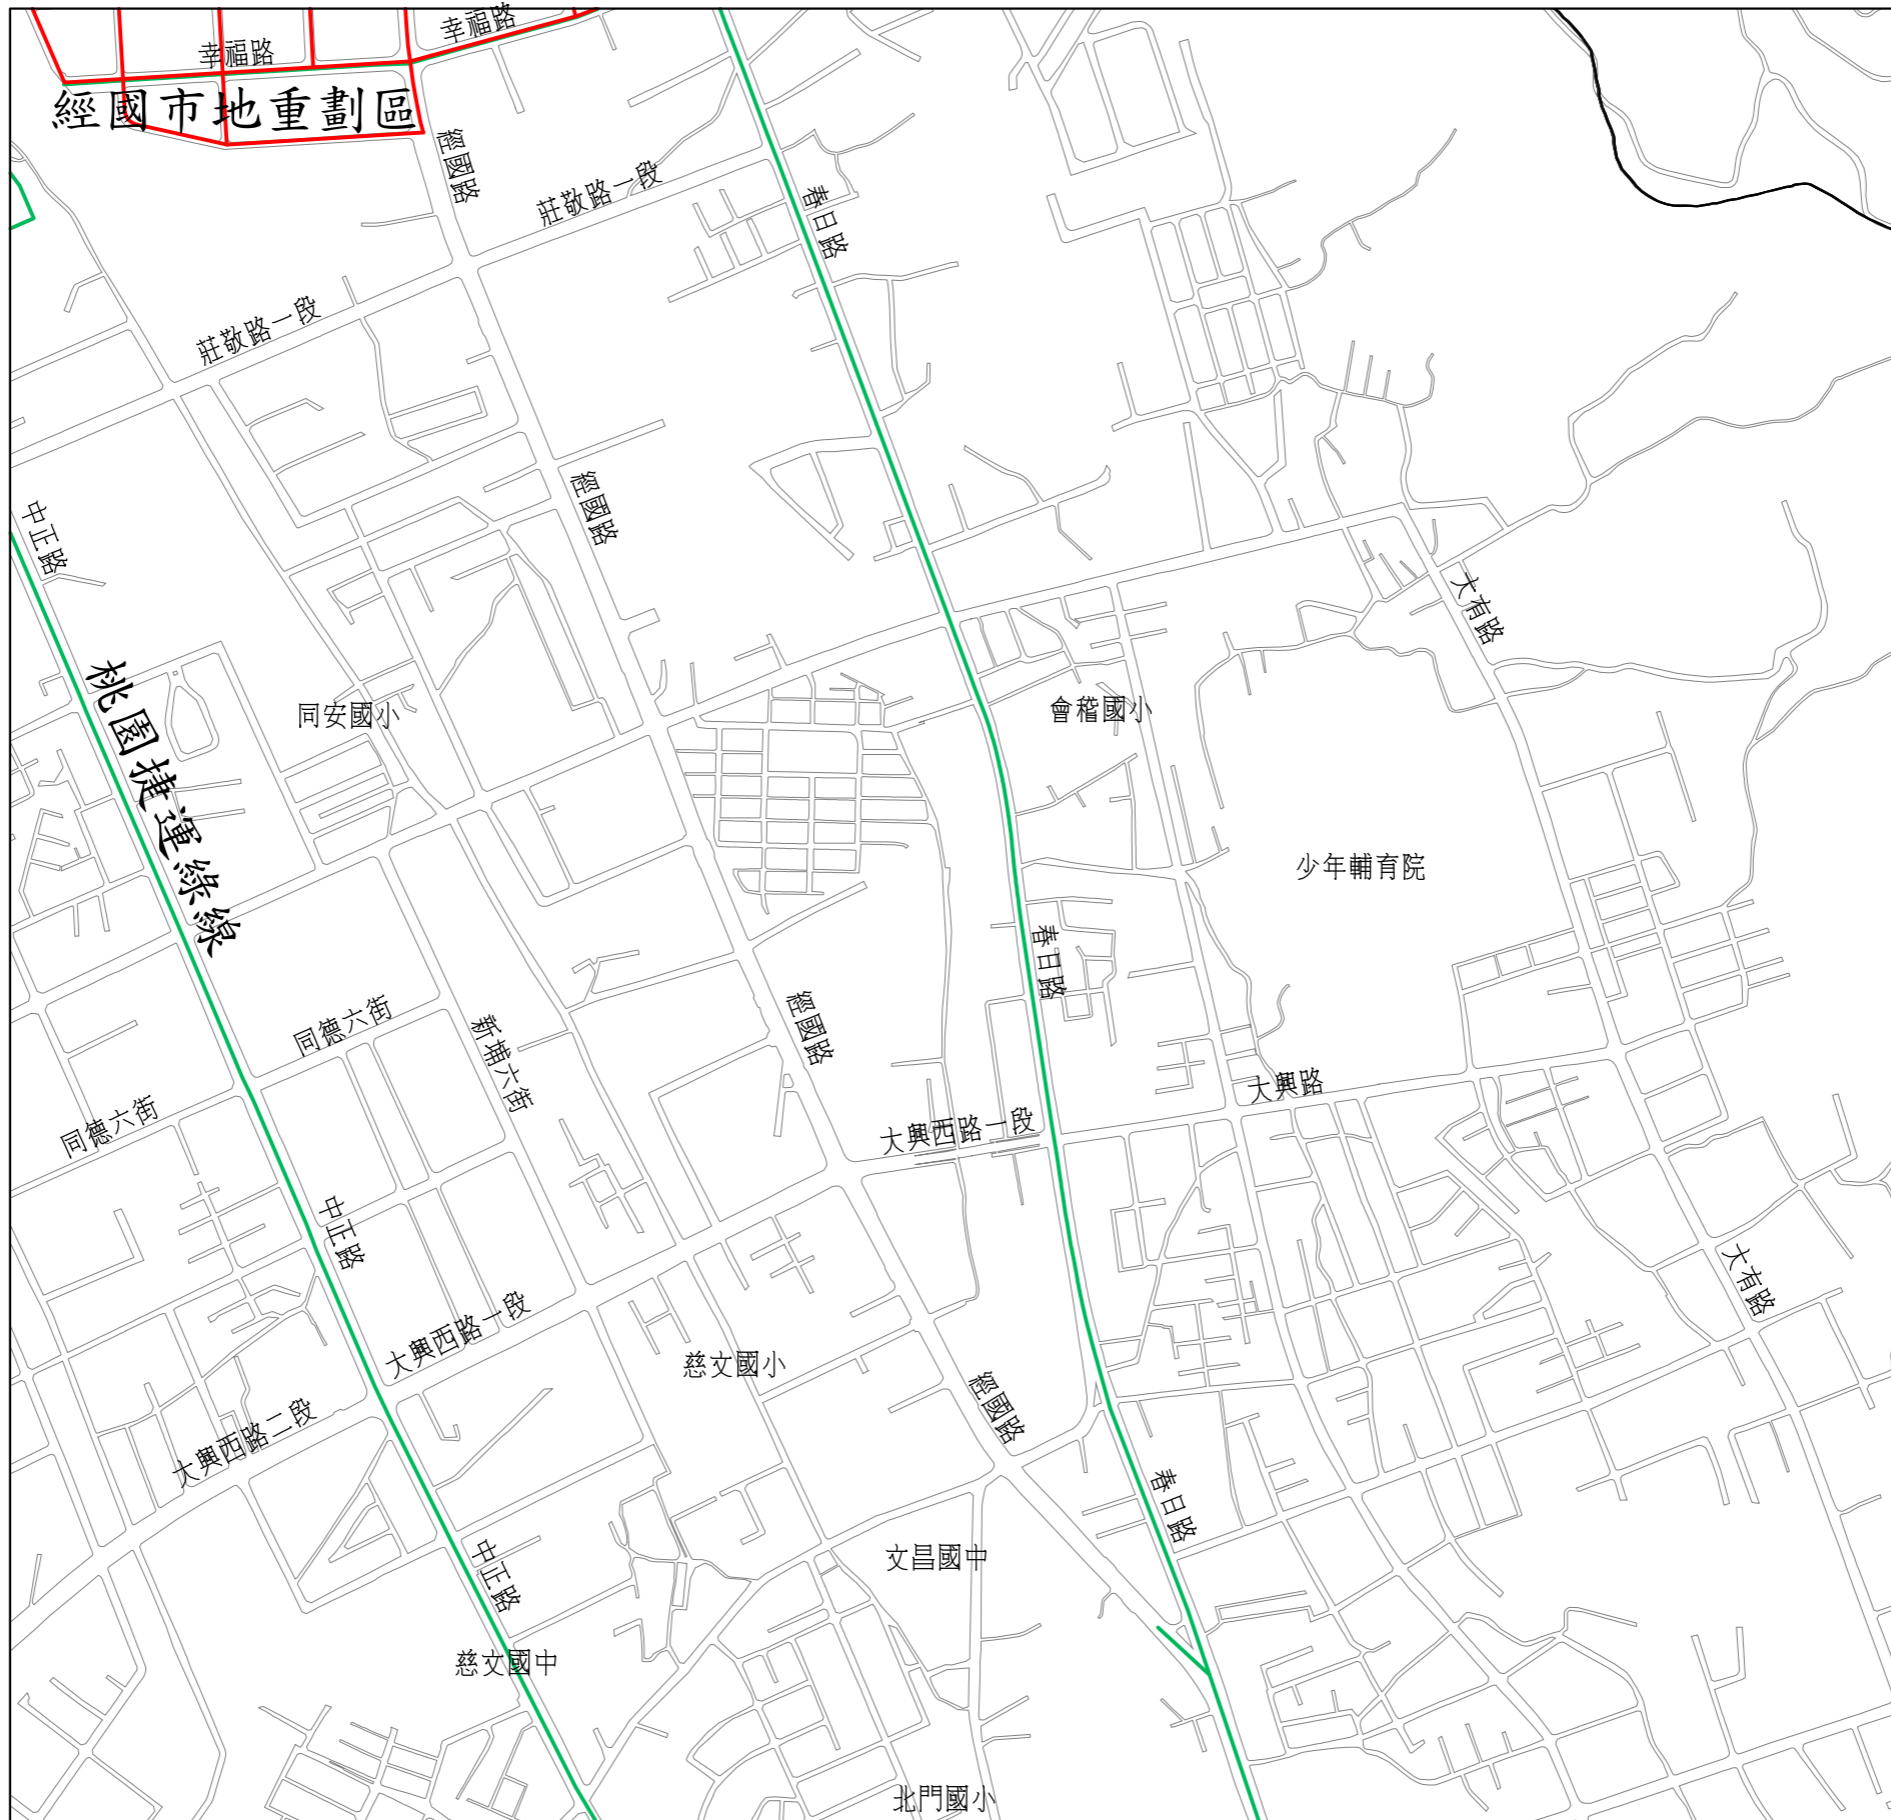 幸福路
幸福路
經國市地重劃區
經國路
莊敬路一段
春日路
莊敬路一段
經國路
中正路
大有路
桃園捷運綠線
同安國小
會稽國小
少年輔育院
春日路
經國路
同德六街
新埔六街
大興路
同德六街
大興西路一段
中正路
大有路
大興西路一段
慈文國小
經國路
大興西路二段
春日路
中正路
文昌國中
慈文國中
北門國小